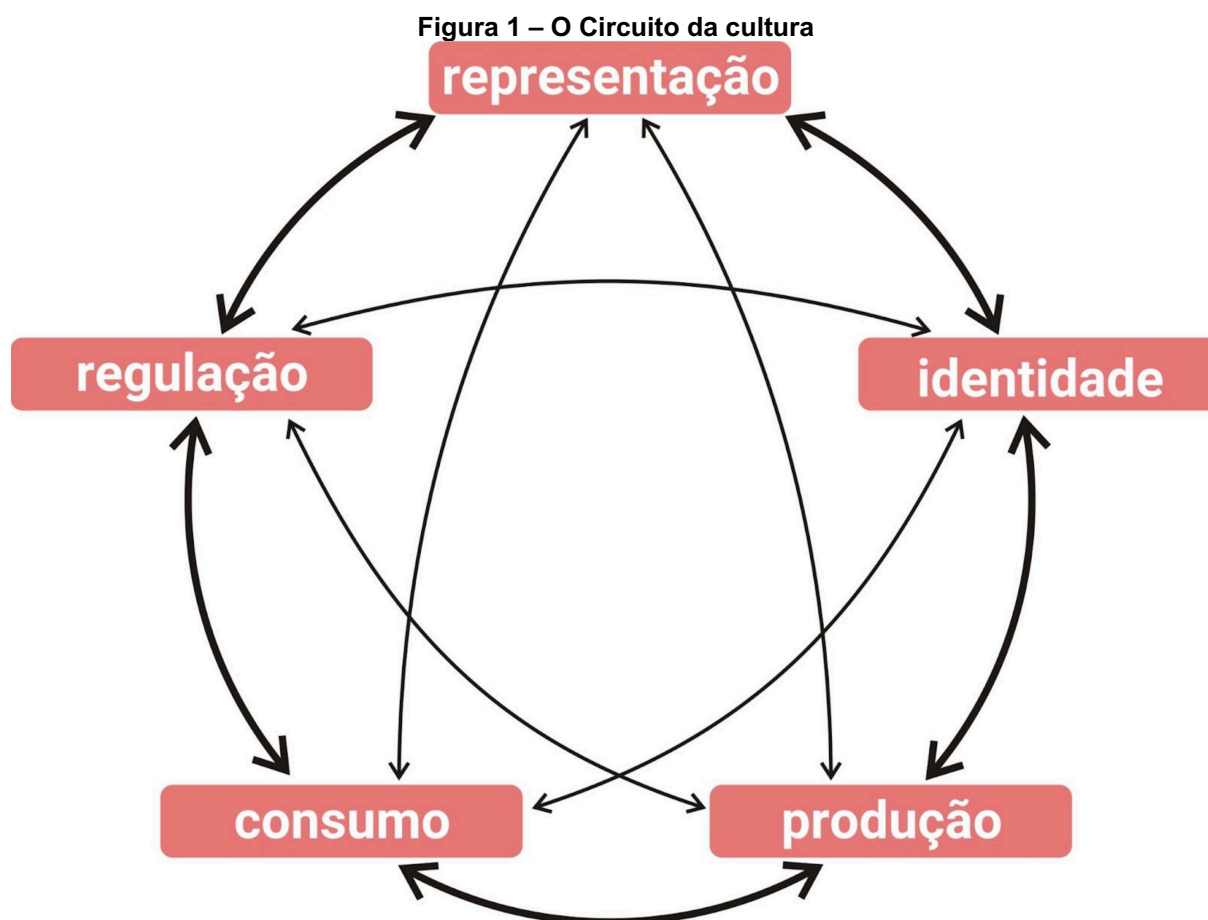 Figura 1 – O Circuito da cultura
representação
regulação
identidade
consumo
produção